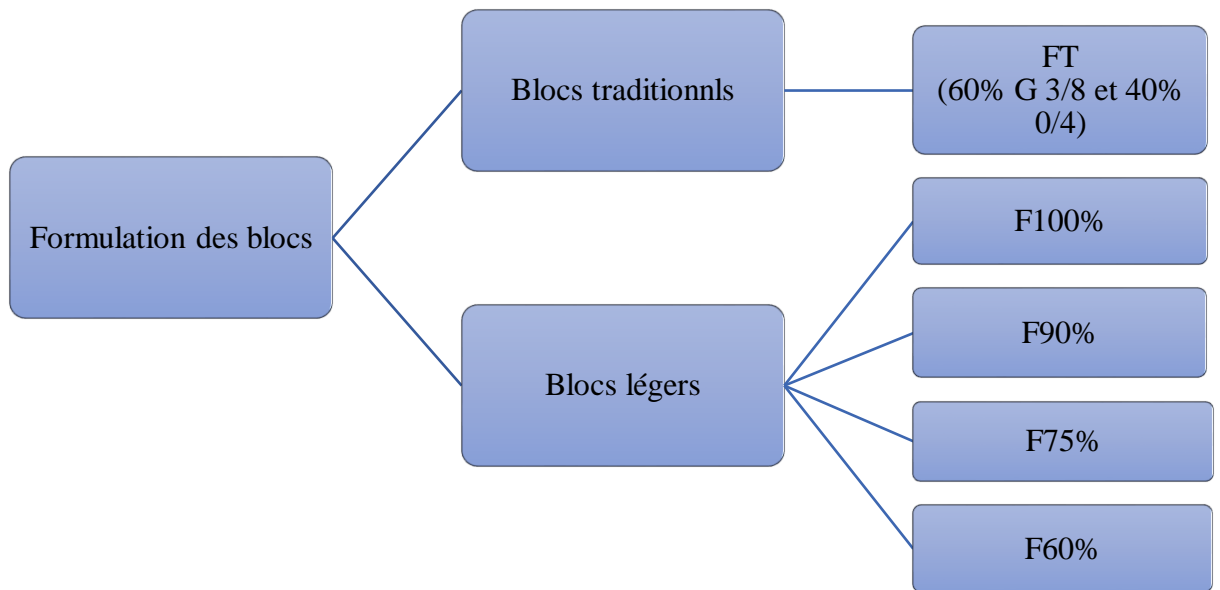 Formulation des blocs
Blocs traditionnls
FT
(60% G 3/8 et 40%
0/4)
Blocs légers
F100%
F90%
F75%
F60%